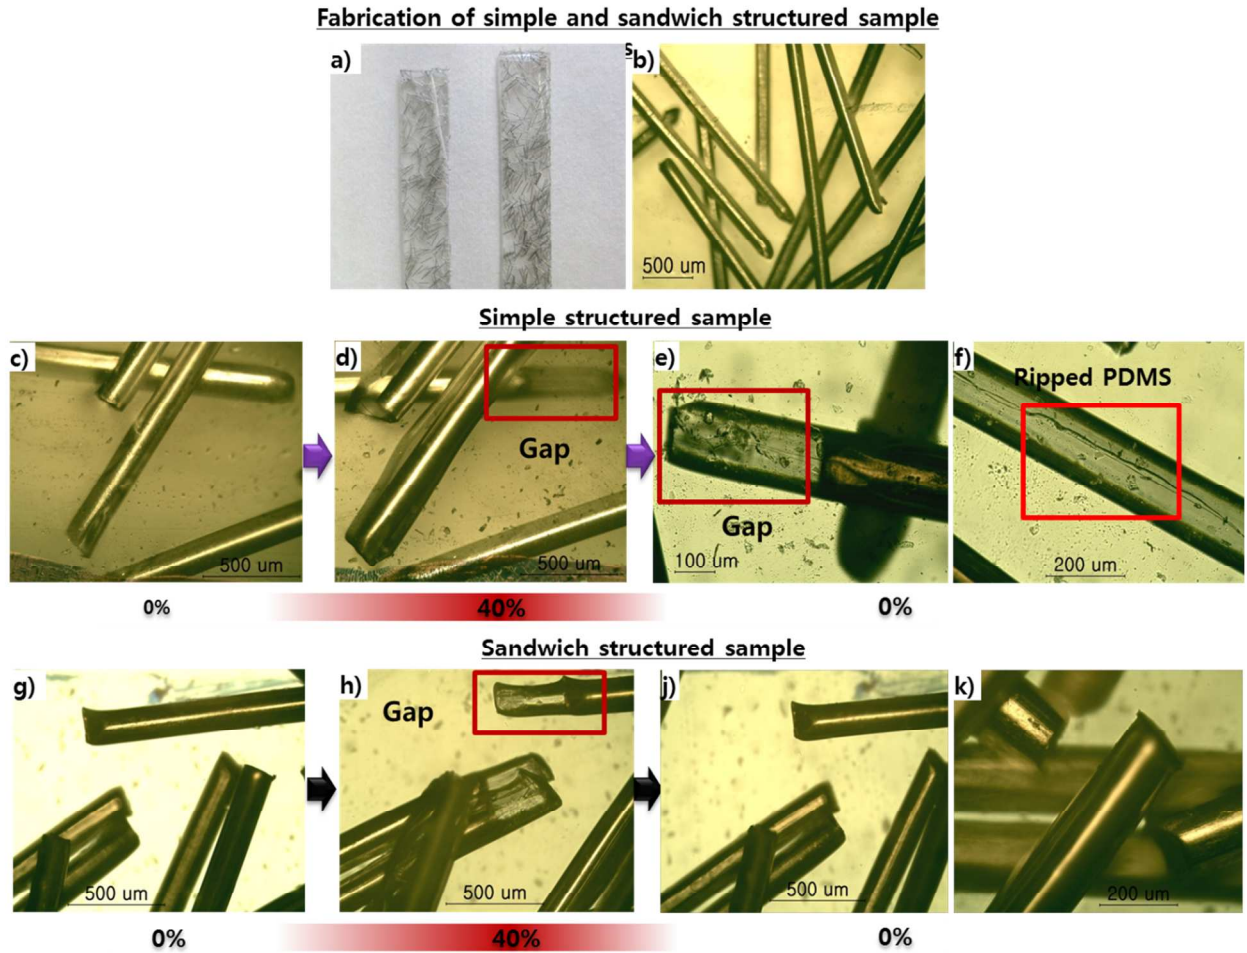 Fabrication of simple and sandwich structured sample
s
a)
b)
500 um
Simple structured sample
c)
d)
e)
f)
Ripped PDMS
Gap
Gap
500 um
500 um
100 um
200 um
0%
40%
0%
Sandwich structured sample
g)
h)
j)
k)
Gap
500 um
500 um
500 um
200 um
0%
40%
0%